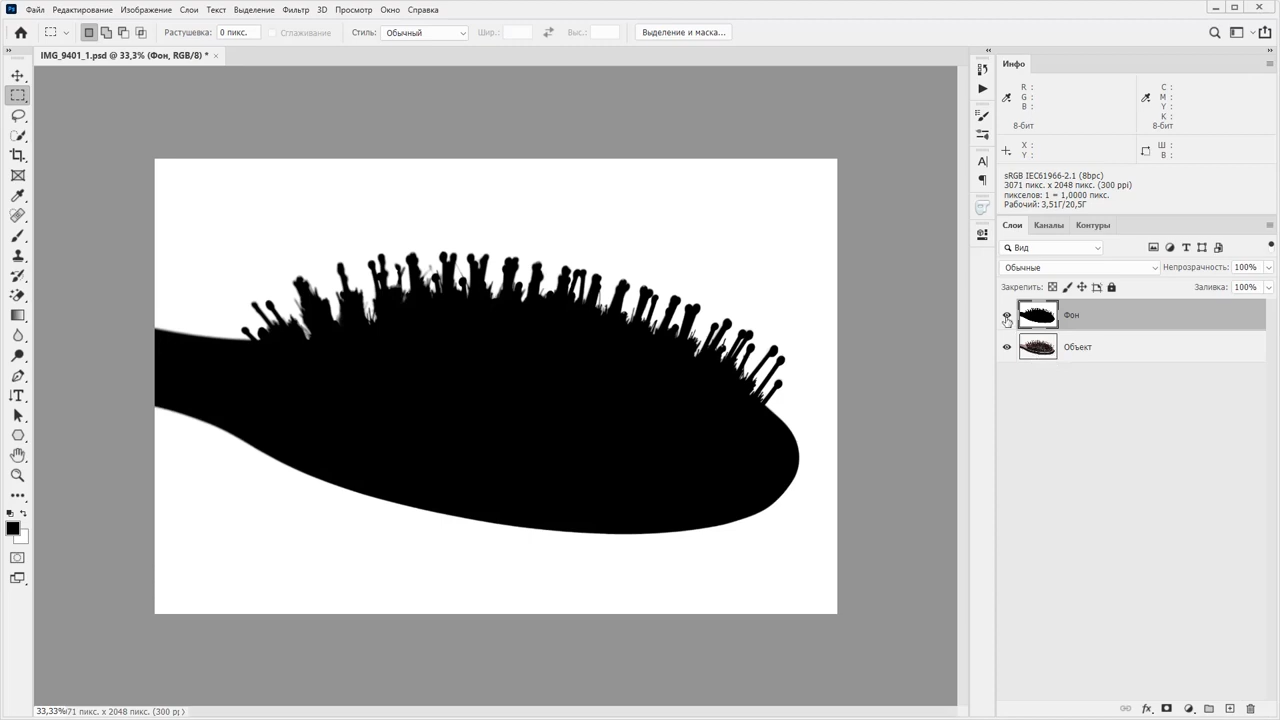 Ps Файл Редактирование Изображение Слои Текст Выделение Фильтр 3D Просмотр Окно Справка
Растушевка: 0 пикс. Сглаживание Стиль: Обычный Шир.: Выс.: Выделение и маска...
IMG_9401_1.psd @ 33,3% (Фон, RGB/8) * ×
Инфо
R :
G :
B :
C :
M :
Y :
K :
8-бит
8-бит
X :
Y :
Ш :
В :
sRGB IEC61966-2.1 (8bpc)
3071 пикс. x 2048 пикс. (300 ppi)
пикселов: 1 = 1,0000 пикс.
Рабочий: 3,51Г/20,5Г
Слои Каналы Контуры
Вид
Обычные Непрозрачность: 100%
Закрепить: Заливка: 100%
Фон
Объект
33,33% 71 пикс. x 2048 пикс. (300 p